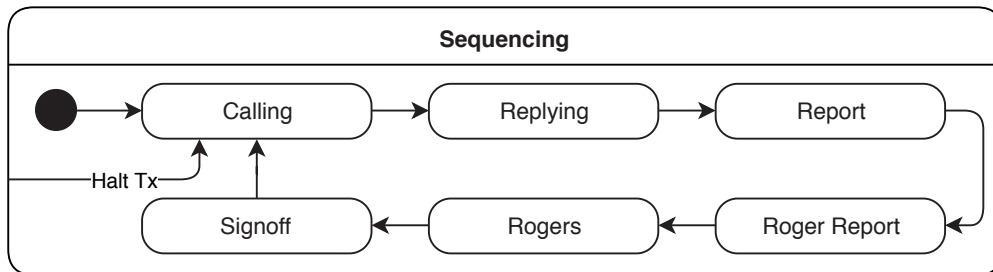 Sequencing
Calling
Replying
Report
Halt Tx
Signoff
Rogers
Roger Report